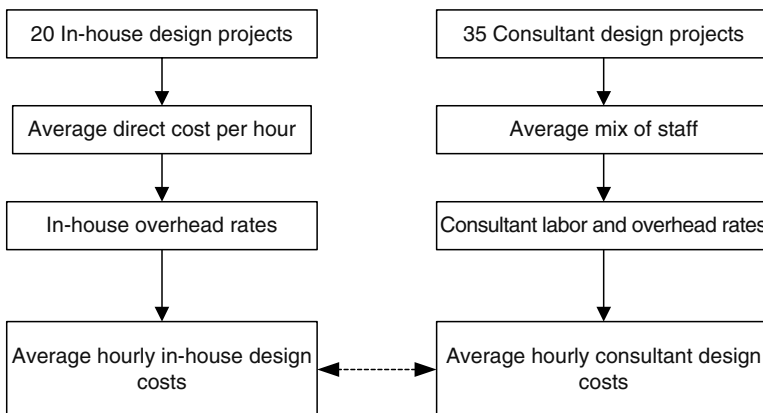 20 In-house design projects
35 Consultant design projects
Average direct cost per hour
Average mix of staff
In-house overhead rates
Consultant labor and overhead rates
Average hourly in-house design
costs
Average hourly consultant design
costs